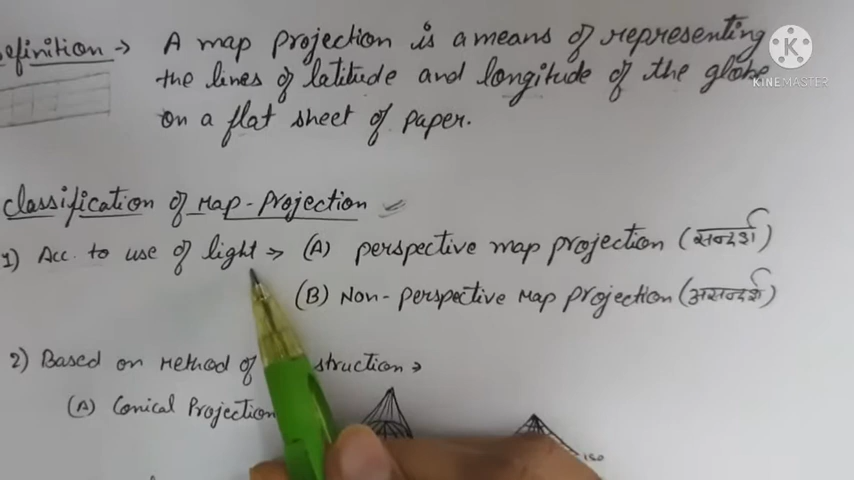 efinition → A map projection is a means of representing
the lines of latitude and longitude of the globe
on a flat sheet of paper.
K
KINEMASTER
Classification of Map-Projection
1) Acc. to use of light → (A) perspective map projection (सन्दर्श)
(B) Non-perspective Map projection (असन्दर्श)
2) Based on method of struction →
(A) Conical Projection